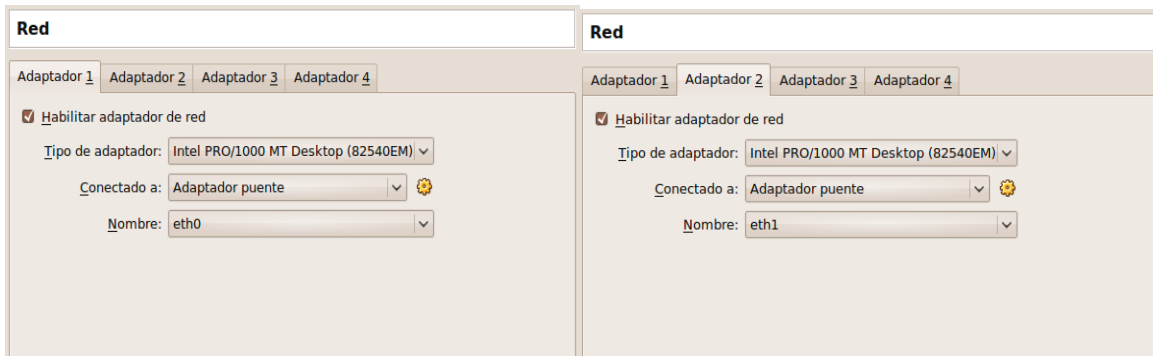 Red
Adaptador 1 Adaptador 2 Adaptador 3 Adaptador 4
Habilitar adaptador de red
Tipo de adaptador: Intel PRO/1000 MT Desktop (82540EM)
Conectado a: Adaptador puente
Nombre: eth0
Red
Adaptador 1 Adaptador 2 Adaptador 3 Adaptador 4
Habilitar adaptador de red
Tipo de adaptador: Intel PRO/1000 MT Desktop (82540EM)
Conectado a: Adaptador puente
Nombre: eth1